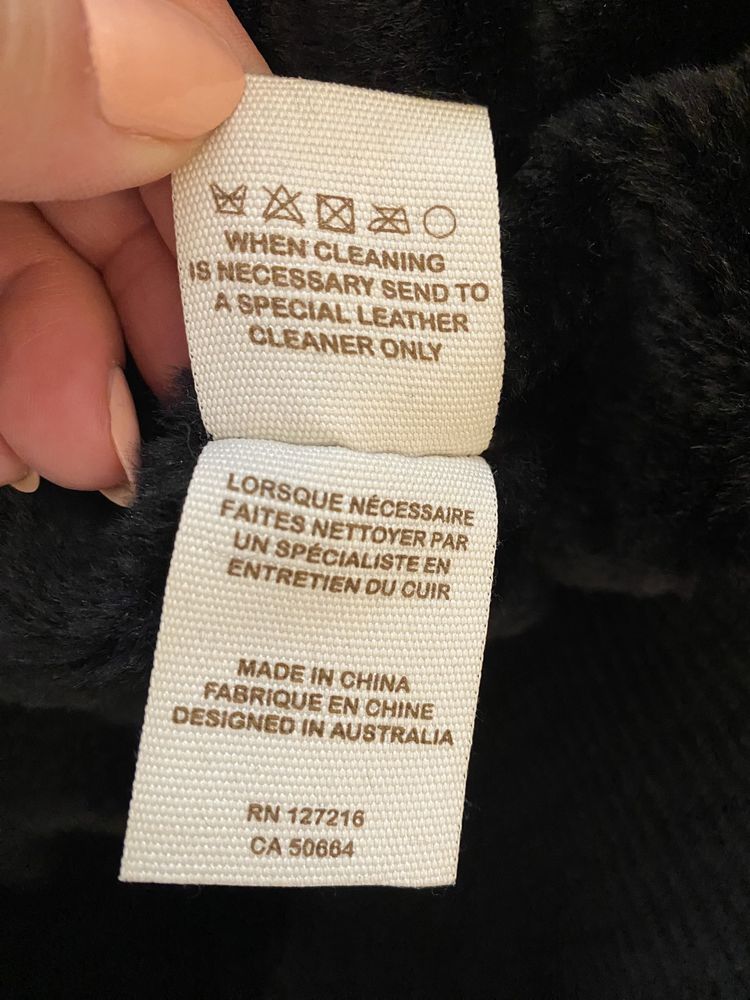 WHEN CLEANING
IS NECESSARY SEND TO
A SPECIAL LEATHER
CLEANER ONLY
LORSQUE NÉCESSAIRE
FAITES NETTOYER PAR
UN SPÉCIALISTE EN
ENTRETIEN DU CUIR
MADE IN CHINA
FABRIQUE EN CHINE
DESIGNED IN AUSTRALIA
RN 127216
CA 50664